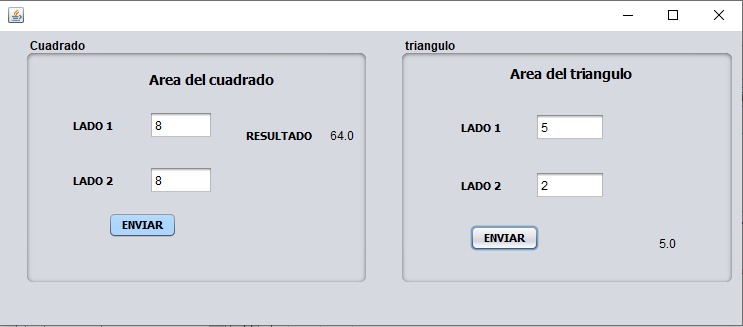 Cuadrado
Area del cuadrado
LADO 1 8
RESULTADO 64.0
LADO 2 8
ENVIAR
triangulo
Area del triangulo
LADO 1 5
LADO 2 2
ENVIAR
5.0